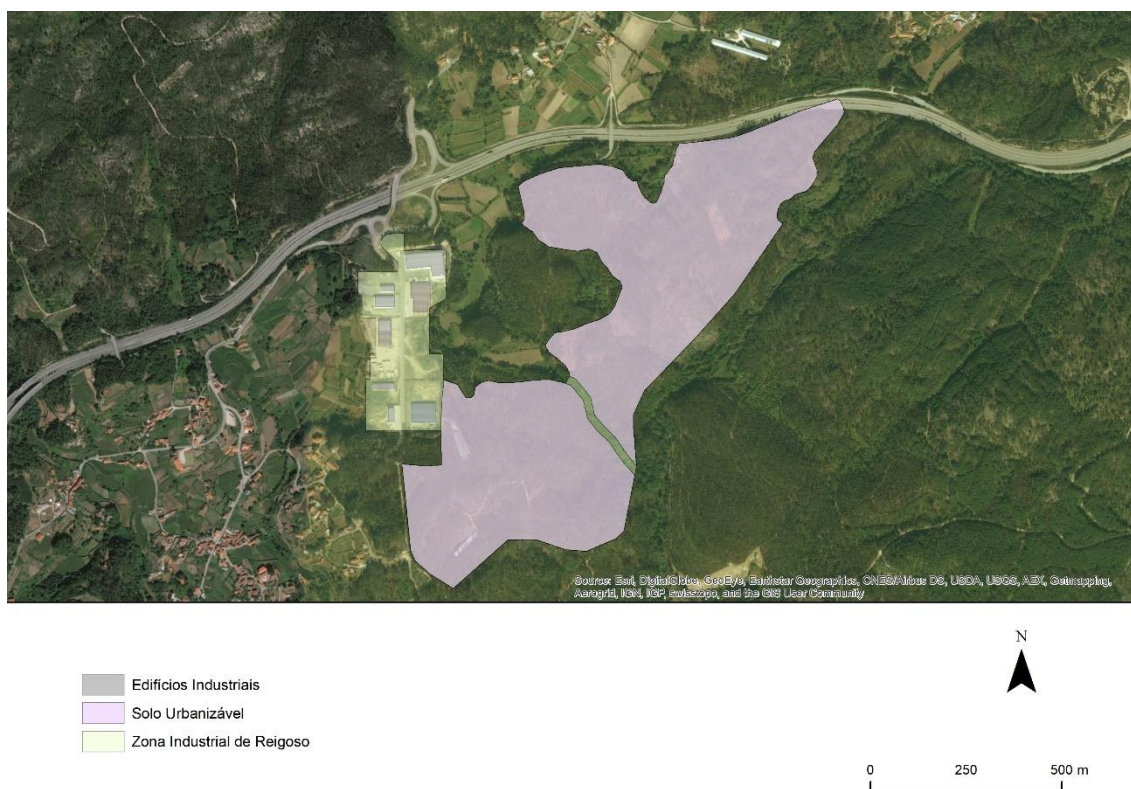 Source: Esri, DigitalGlobe, GeoEye, Earthstar Geographics, CNES/Airbus DS, USDA, USGS, AEX, Getmapping,
Aerogrid, IGN, IGP, swisstopo, and the GIS User Community
N
Edifícios Industriais
Solo Urbanizável
Zona Industrial de Reigoso
0 250 500 m